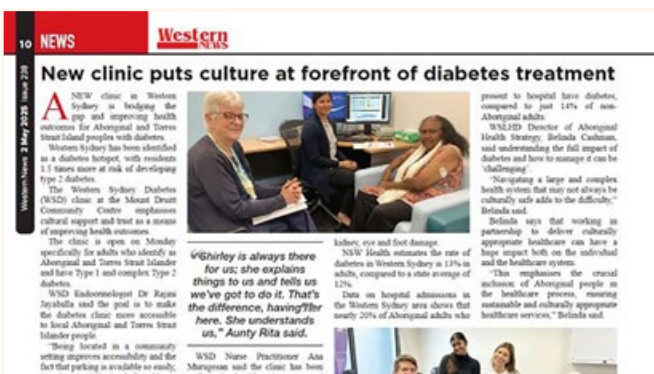 10 NEWS
Western
NEWS
Western News 2 May 2025 Issue 238
New clinic puts culture at forefront of diabetes treatment
A NEW clinic in Western
Sydney is bridging the
gap and improving health
outcomes for Aboriginal and Torres
Strait Island peoples with diabetes.
Western Sydney has been identified
as a diabetes hotspot, with residents
1.5 times more at risk of developing
type 2 diabetes.
The Western Sydney Diabetes
(WSD) clinic at the Mount Druitt
Community Centre emphasises
cultural support and trust as a means
of improving health outcomes.
The clinic is open on Monday
specifically for adults who identify as
Aboriginal and Torres Strait Islander
and have Type 1 and complex Type 2
diabetes.
WSD Endocrinologist Dr Rajini
Jayaballa said the goal is to make
the diabetes clinic more accessible
to local Aboriginal and Torres Strait
Islander people.
"Being located in a community
setting improves accessibility and the
fact that parking is available so easily,
"Shirley is always there
for us; she explains
things to us and tells us
we've got to do it. That's
the difference, having her
here. She understands
us," Aunty Rita said.
WSD Nurse Practitioner Ana
Murugesan said the clinic has been
kidney, eye and foot damage.
NSW Health estimates the rate of
diabetes in Western Sydney is 13% in
adults, compared to a state average of
12%.
Data on hospital admissions in
the Western Sydney area shows that
nearly 20% of Aboriginal adults who
present to hospital have diabetes,
compared to just 14% of non-
Aboriginal adults.
WSLHD Director of Aboriginal
Health Strategy, Belinda Cashman,
said understanding the full impact of
diabetes and how to manage it can be
'challenging'.
"Navigating a large and complex
health system that may not always be
culturally safe adds to the difficulty,"
Belinda said.
Belinda says that working in
partnership to deliver culturally
appropriate healthcare can have a
huge impact both on the individual
and the healthcare system.
"This emphasises the crucial
inclusion of Aboriginal people in
the healthcare process, ensuring
sustainable and culturally appropriate
healthcare services," Belinda said.